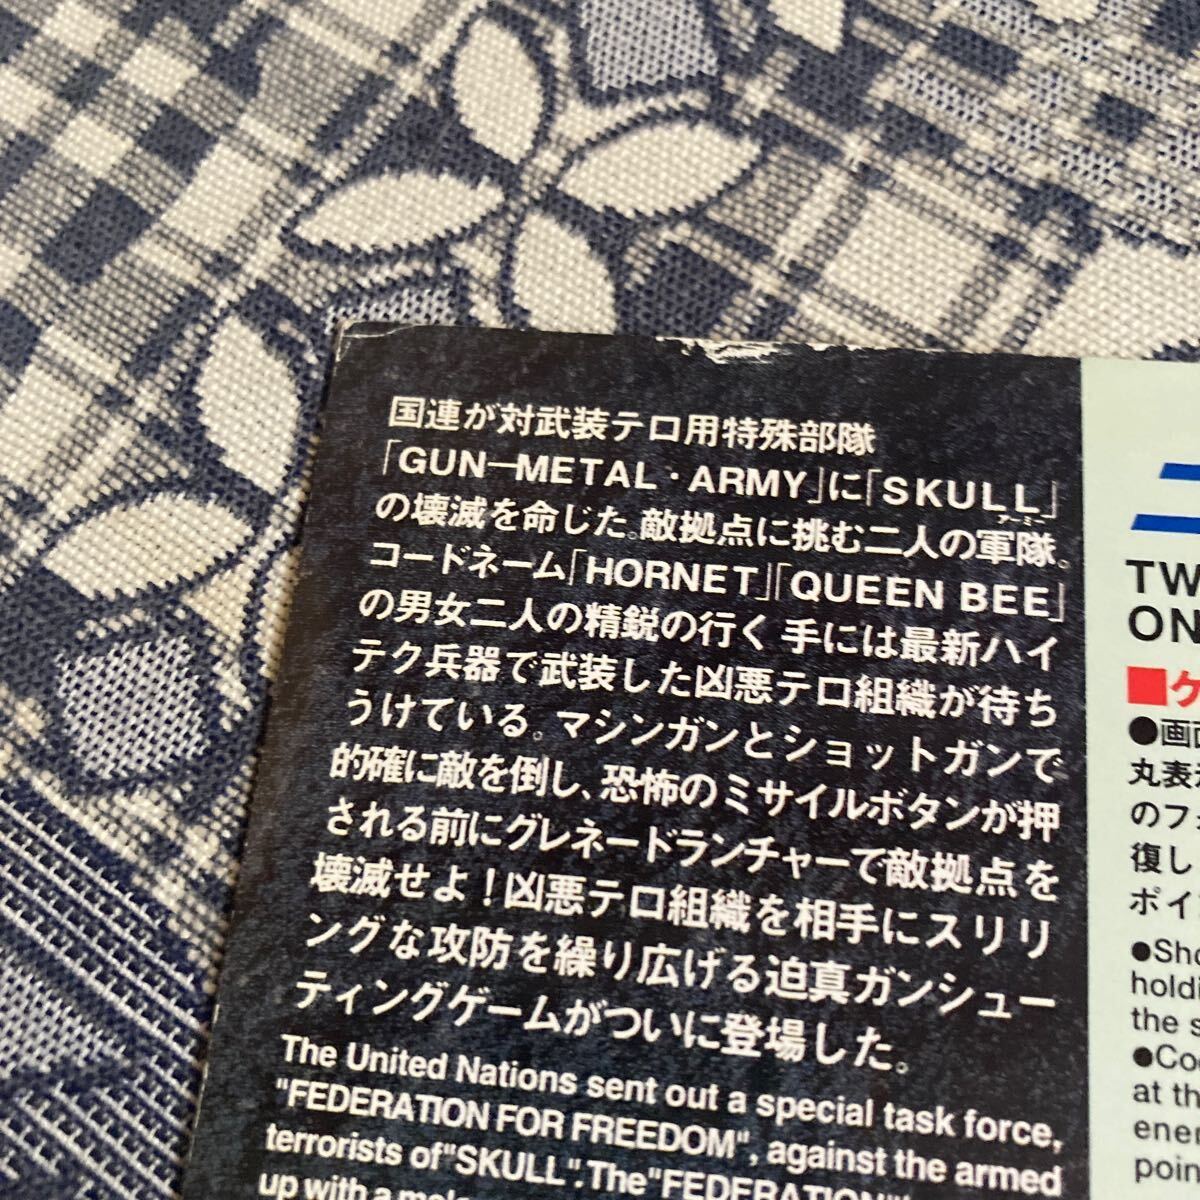 国連が対武装テロ用特殊部隊
「GUN-METAL・ARMY」に「SKULL」
の壊滅を命じた。敵拠点に挑む二人の軍隊。
アーミー
コードネーム「HORNET」「QUEEN BEE」
の男女二人の精鋭の行く手には最新ハイ
テク兵器で武装した凶悪テロ組織が待ち
うけている。マシンガンとショットガンで
的確に敵を倒し、恐怖のミサイルボタンが押
される前にグレネードランチャーで敵拠点を
壊滅せよ！凶悪テロ組織を相手にスリリ
ングな攻防を繰り広げる迫真ガンシュー
ティングゲームがついに登場した。
The United Nations sent out a special task force,
"FEDERATION FOR FREEDOM", against the armed
terrorists of"SKULL".The"FEDERATION"
up with a
TW
ON
■ケ
●画
丸表
のフ
復し
ポイ
●Sho
holdi
the s
●Co
at th
ener
poin